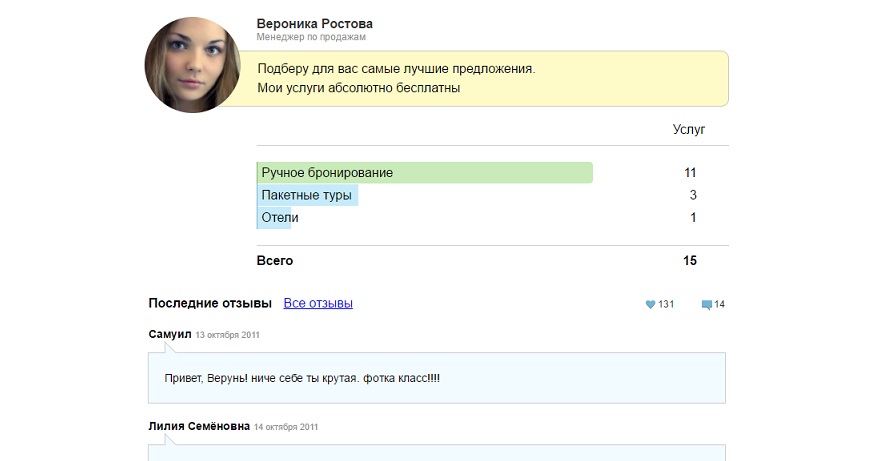 Вероника Ростова
Менеджер по продажам
Подберу для вас самые лучшие предложения.
Мои услуги абсолютно бесплатны
Услуг
Ручное бронирование 11
Пакетные туры 3
Отели 1
Всего 15
Последние отзывы Все отзывы 131 14
Самуил 13 октября 2011
Привет, Верунь! ниче себе ты крутая. фотка класс!!!!
Лилия Семёновна 14 октября 2011